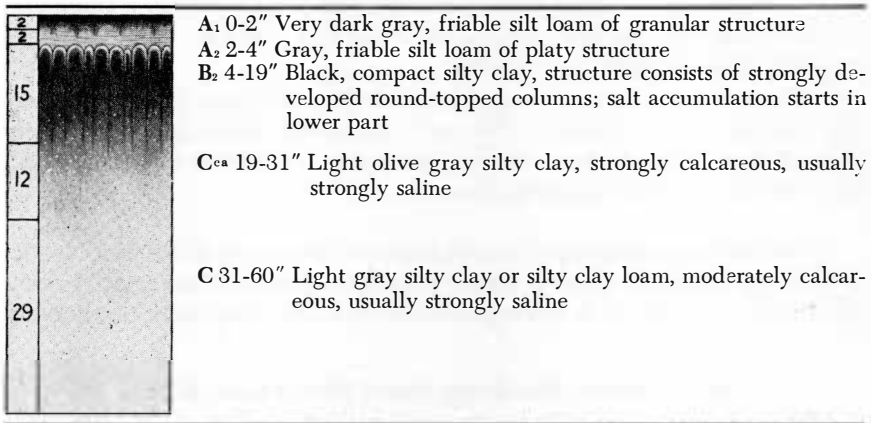 2
2
15
12
29
A₁ 0-2″ Very dark gray, friable silt loam of granular structure
A₂ 2-4″ Gray, friable silt loam of platy structure
B₂ 4-19″ Black, compact silty clay, structure consists of strongly de-
veloped round-topped columns; salt accumulation starts in
lower part
Cca 19-31″ Light olive gray silty clay, strongly calcareous, usually
strongly saline
C 31-60″ Light gray silty clay or silty clay loam, moderately calcar-
eous, usually strongly saline